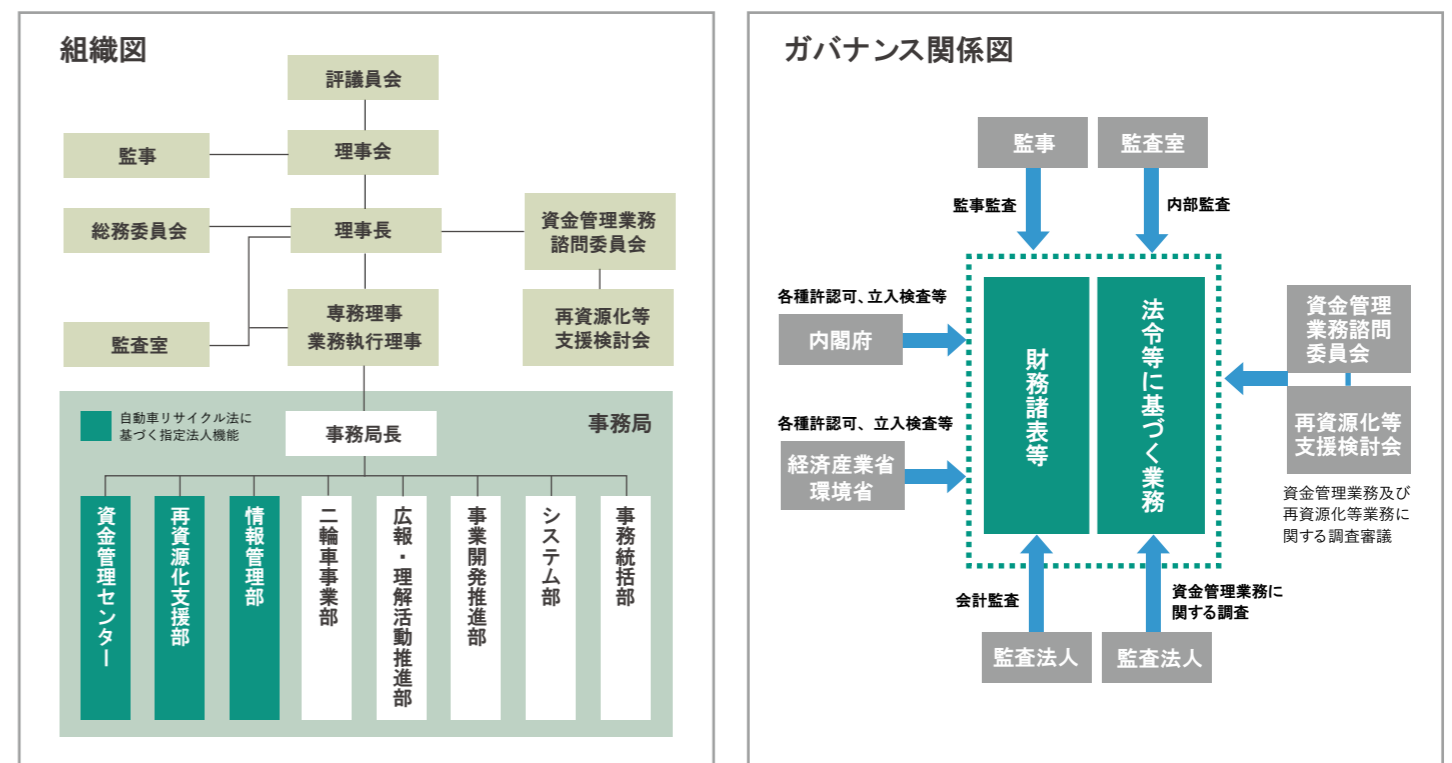 組織図
評議員会
監事
理事会
総務委員会
理事長
資金管理業務
諮問委員会
監査室
専務理事
業務執行理事
再資源化等
支援検討会
自動車リサイクル法に
基づく指定法人機能
事務局長
事務局
資金管理センター
再資源化支援部
情報管理部
二輪車事業部
広報・理解活動推進部
事業開発推進部
システム部
事務統括部
ガバナンス関係図
監事
監査室
監事監査
内部監査
各種許認可、立入検査等
内閣府
各種許認可、立入検査等
経済産業省
環境省
財務諸表等
法令等に基づく業務
資金管理
業務諮問
委員会
再資源化等
支援検討会
資金管理業務及び
再資源化等業務に
関する調査審議
会計監査
資金管理業務に
関する調査
監査法人
監査法人